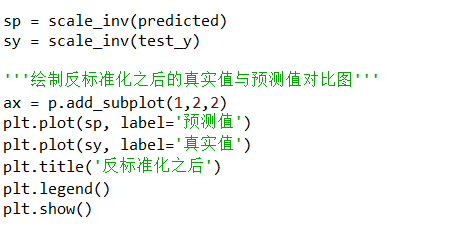 sp = scale_inv(predicted)
sy = scale_inv(test_y)
'''绘制反标准化之后的真实值与预测值对比图'''
ax = p.add_subplot(1,2,2)
plt.plot(sp, label='预测值')
plt.plot(sy, label='真实值')
plt.title('反标准化之后')
plt.legend()
plt.show()